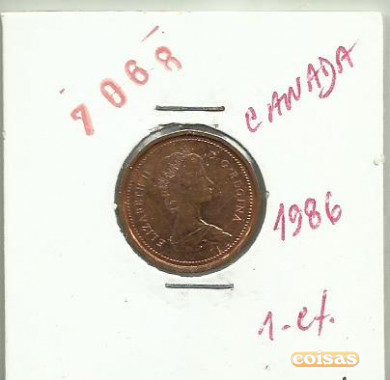 7068
CANADA
ELIZABETH II D·G·REGINA
1986
1-ct.
coisas